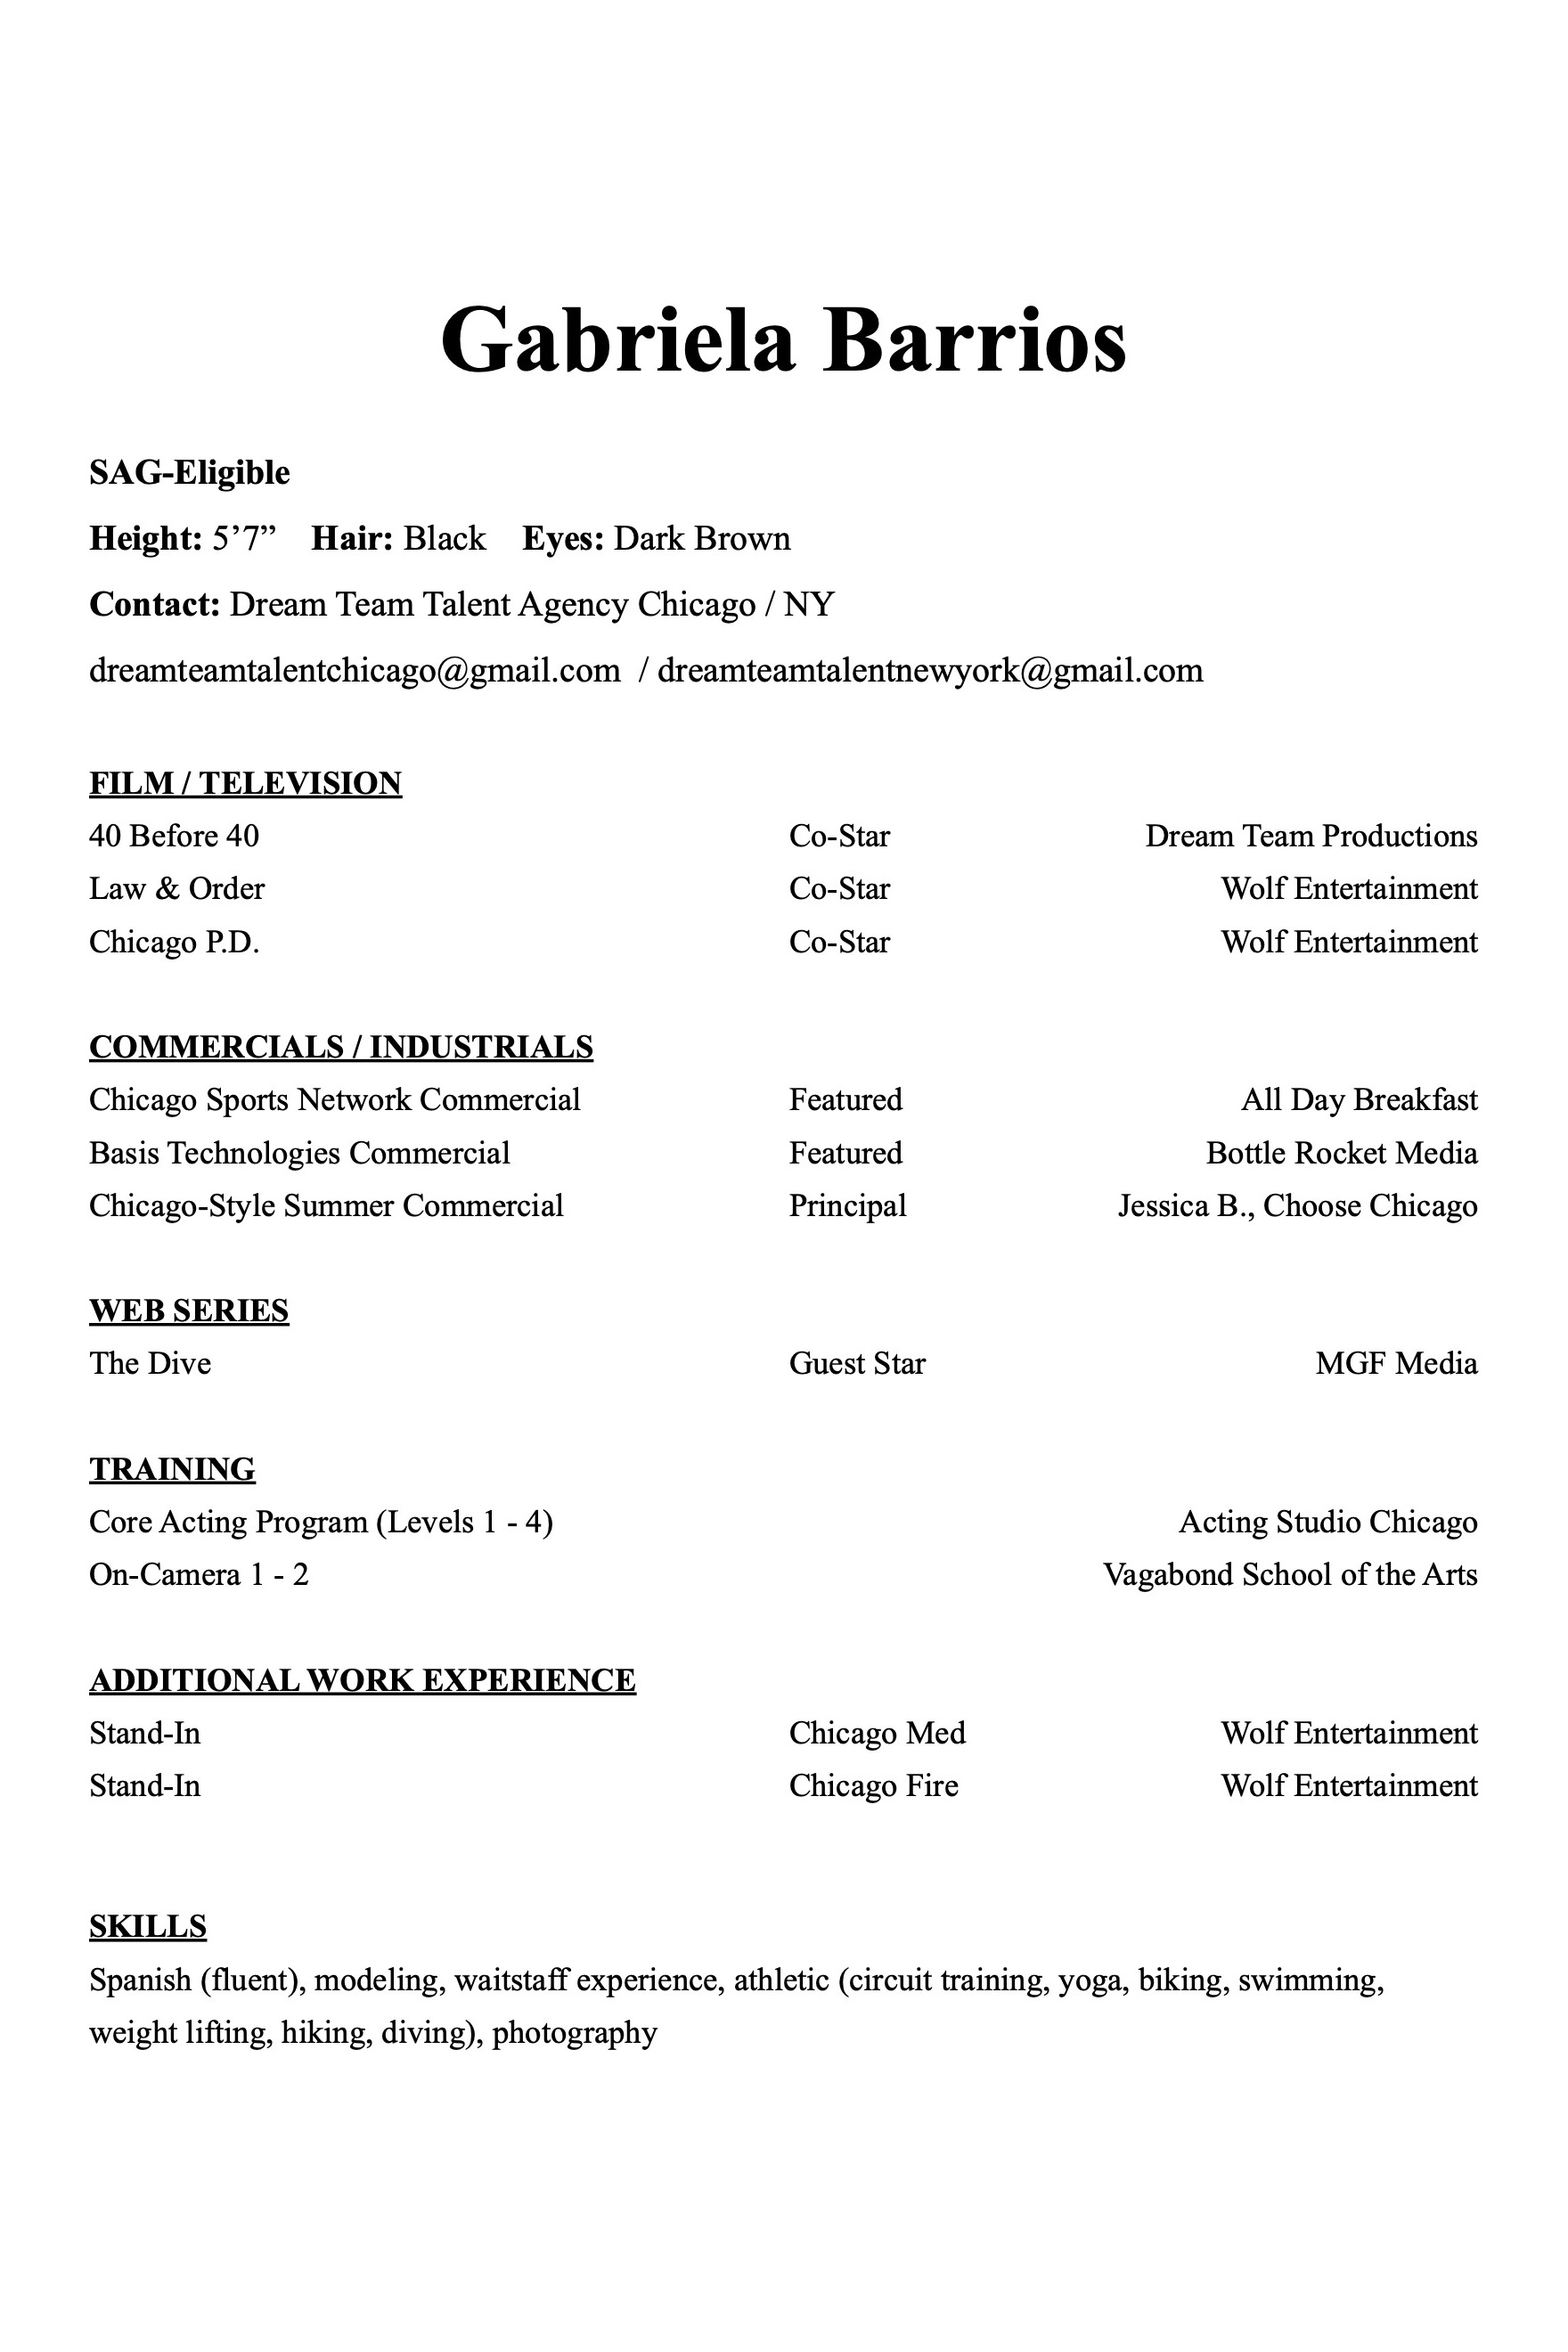 Gabriela Barrios
SAG-Eligible
Height: 5’7” Hair: Black Eyes: Dark Brown
Contact: Dream Team Talent Agency Chicago / NY
dreamteamtalentchicago@gmail.com / dreamteamtalentnewyork@gmail.com
FILM / TELEVISION
40 Before 40 Co-Star Dream Team Productions
Law & Order Co-Star Wolf Entertainment
Chicago P.D. Co-Star Wolf Entertainment
COMMERCIALS / INDUSTRIALS
Chicago Sports Network Commercial Featured All Day Breakfast
Basis Technologies Commercial Featured Bottle Rocket Media
Chicago-Style Summer Commercial Principal Jessica B., Choose Chicago
WEB SERIES
The Dive Guest Star MGF Media
TRAINING
Core Acting Program (Levels 1 - 4) Acting Studio Chicago
On-Camera 1 - 2 Vagabond School of the Arts
ADDITIONAL WORK EXPERIENCE
Stand-In Chicago Med Wolf Entertainment
Stand-In Chicago Fire Wolf Entertainment
SKILLS
Spanish (fluent), modeling, waitstaff experience, athletic (circuit training, yoga, biking, swimming,
weight lifting, hiking, diving), photography